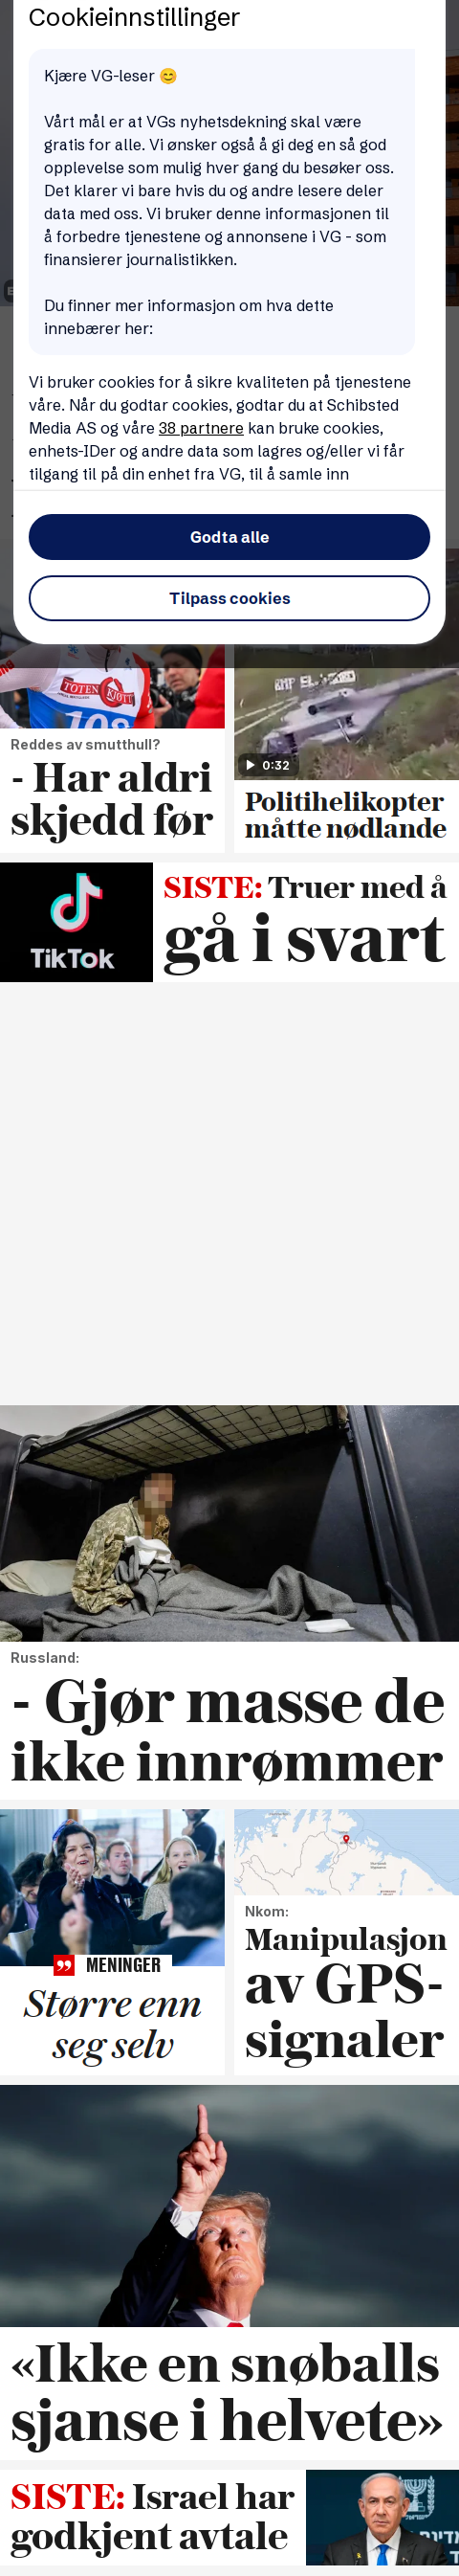 Cookieinnstillinger
Kjære VG-leser 😊
Vårt mål er at VGs nyhetsdekning skal være
gratis for alle. Vi ønsker også å gi deg en så god
opplevelse som mulig hver gang du besøker oss.
Det klarer vi bare hvis du og andre lesere deler
data med oss. Vi bruker denne informasjonen til
å forbedre tjenestene og annonsene i VG - som
finansierer journalistikken.
Du finner mer informasjon om hva dette
innebærer her:
Vi bruker cookies for å sikre kvaliteten på tjenestene
våre. Når du godtar cookies, godtar du at Schibsted
Media AS og våre 38 partnere kan bruke cookies,
enhets-IDer og andre data som lagres og/eller vi får
tilgang til på din enhet fra VG, til å samle inn
Godta alle
Tilpass cookies
TOTEN
KJØTT
108
Reddes av smutthull?
- Har aldri
skjedd før
0:32
Politihelikopter
måtte nødlande
TikTok
SISTE: Truer med å
gå i svart
Russland:
- Gjør masse de
ikke innrømmer
MENINGER
Større enn
seg selv
Nkom:
Manipulasjon
av GPS-
signaler
«Ikke en snøballs
sjanse i helvete»
SISTE: Israel har
godkjent avtale